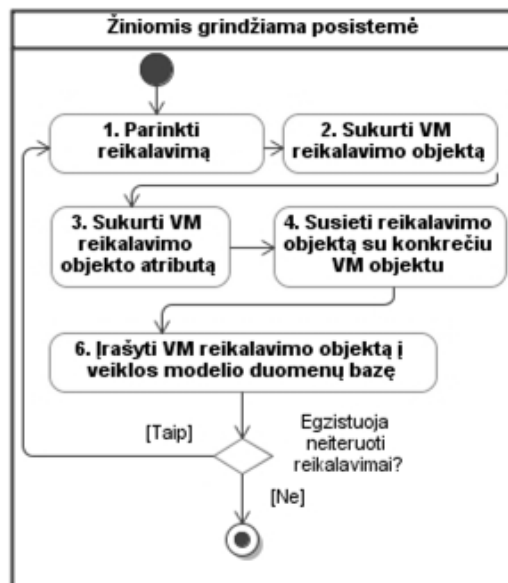 Žiniomis grindžiama posistemė
1. Parinkti
reikalavimą
2. Sukurti VM
reikalavimo objektą
3. Sukurti VM
reikalavimo
objekto atributą
4. Susieti reikalavimo
objektą su konkrečiu
VM objektu
6. Įrašyti VM reikalavimo objektą į
veiklos modelio duomenų bazę
[Taip]
Egzistuoja
neiteruoti
reikalavimai?
[Ne]